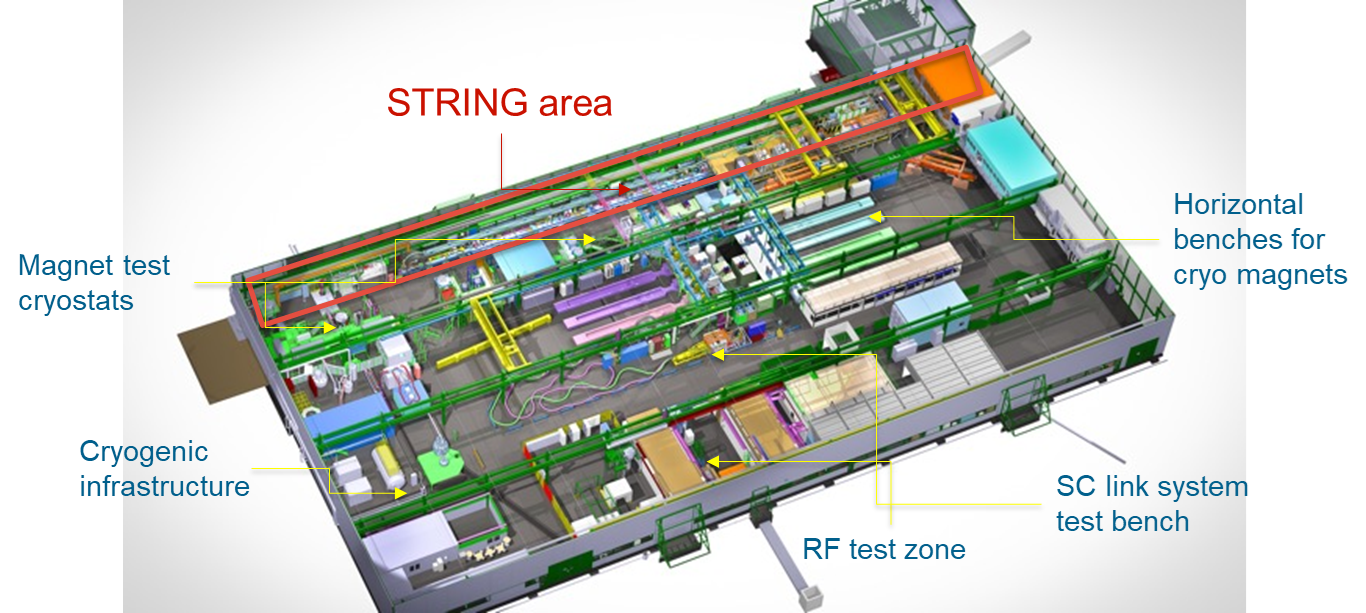 STRING area
Horizontal
benches for
cryo magnets
Magnet test
cryostats
Cryogenic
infrastructure
SC link system
test bench
RF test zone